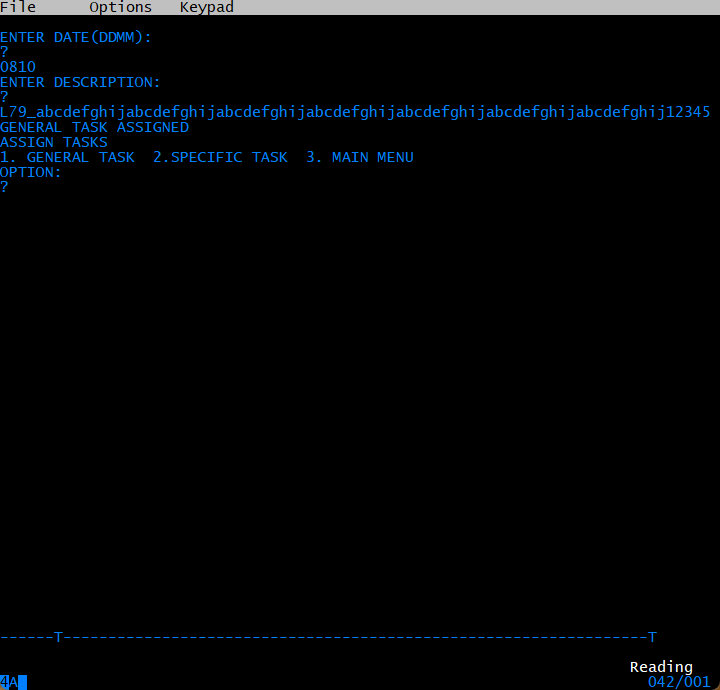 File Options Keypad
ENTER DATE(DDMM):
?
0810
ENTER DESCRIPTION:
?
L79_abcdefghijabcdefghijabcdefghijabcdefghijabcdefghijabcdefghijabcdefghij12345
GENERAL TASK ASSIGNED
ASSIGN TASKS
1. GENERAL TASK 2.SPECIFIC TASK 3. MAIN MENU
OPTION:
?
------T-----------------------------------------------------------------T
Reading
4A 042/001